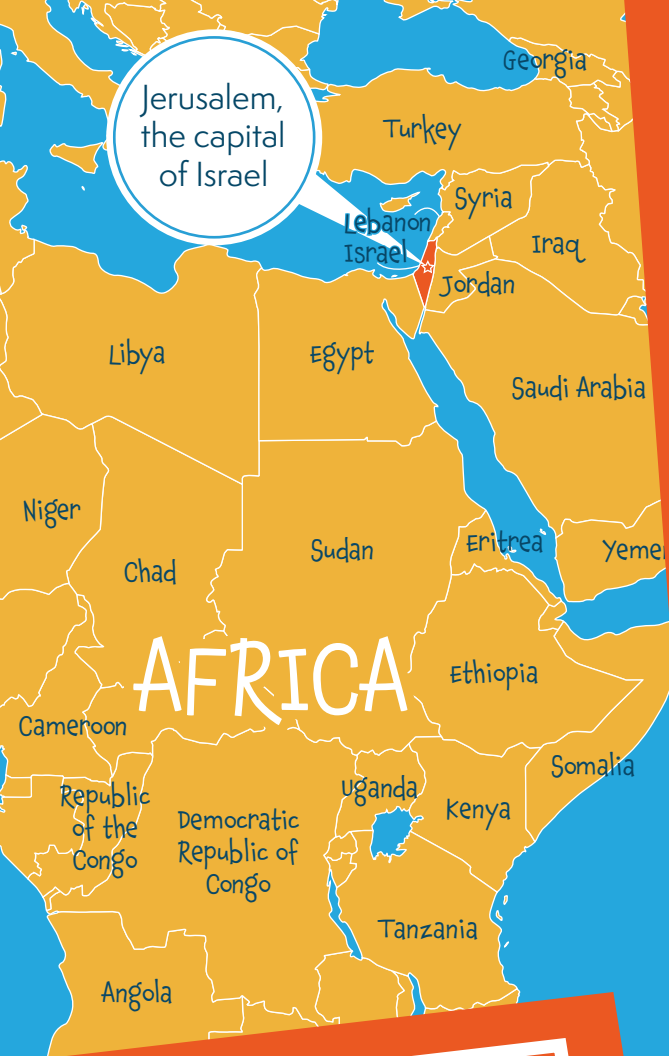 Georgia
Jerusalem,
the capital
of Israel
Turkey
Syria
Lebanon
Iraq
Israel
Jordan
Libya
Egypt
Saudi Arabia
Niger
Sudan
Eritrea
Yeme
Chad
AFRICA
Ethiopia
Cameroon
Somalia
Uganda
Republic
of the
Congo
Kenya
Democratic
Republic of
Congo
Tanzania
Angola